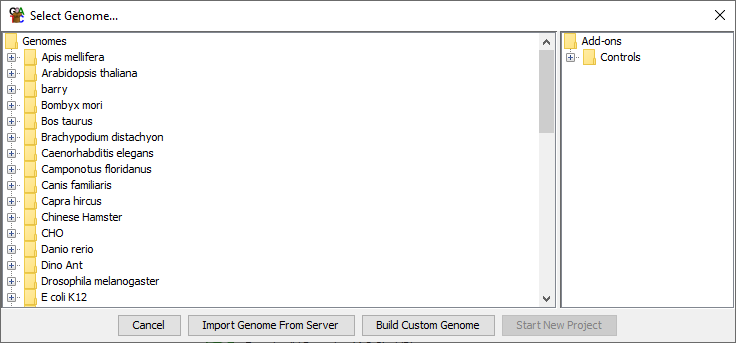 Select Genome...
Genomes
Apis mellifera
Arabidopsis thaliana
barry
Bombyx mori
Bos taurus
Brachypodium distachyon
Caenorhabditis elegans
Camponotus floridanus
Canis familiaris
Capra hircus
Chinese Hamster
CHO
Danio rerio
Dino Ant
Drosophila melanogaster
E coli K12
Add-ons
Controls
Cancel
Import Genome From Server
Build Custom Genome
Start New Project